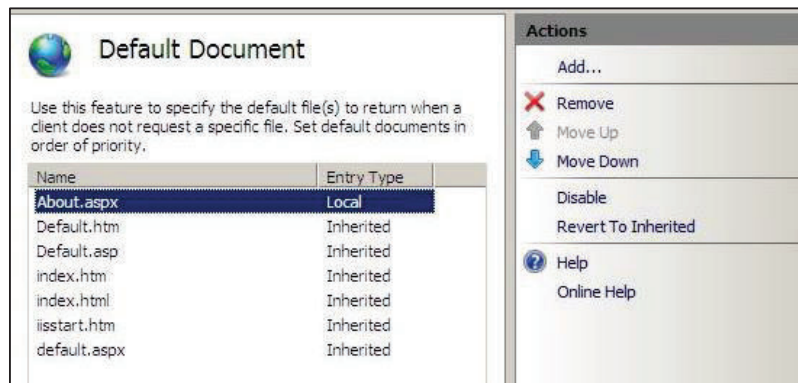 Default Document
Use this feature to specify the default file(s) to return when a
client does not request a specific file. Set default documents in
order of priority.
Name Entry Type
About.aspx Local
Default.htm Inherited
Default.asp Inherited
index.htm Inherited
index.html Inherited
iisstart.htm Inherited
default.aspx Inherited
Actions
Add...
Remove
Move Up
Move Down
Disable
Revert To Inherited
Help
Online Help